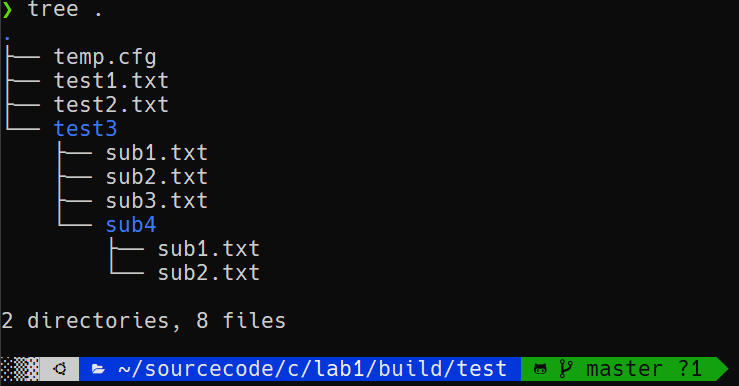 ❯ tree .
.
├── temp.cfg
├── test1.txt
├── test2.txt
└── test3
    ├── sub1.txt
    ├── sub2.txt
    ├── sub3.txt
    └── sub4
        ├── sub1.txt
        └── sub2.txt
2 directories, 8 files
~/sourcecode/c/lab1/build/test master ?1